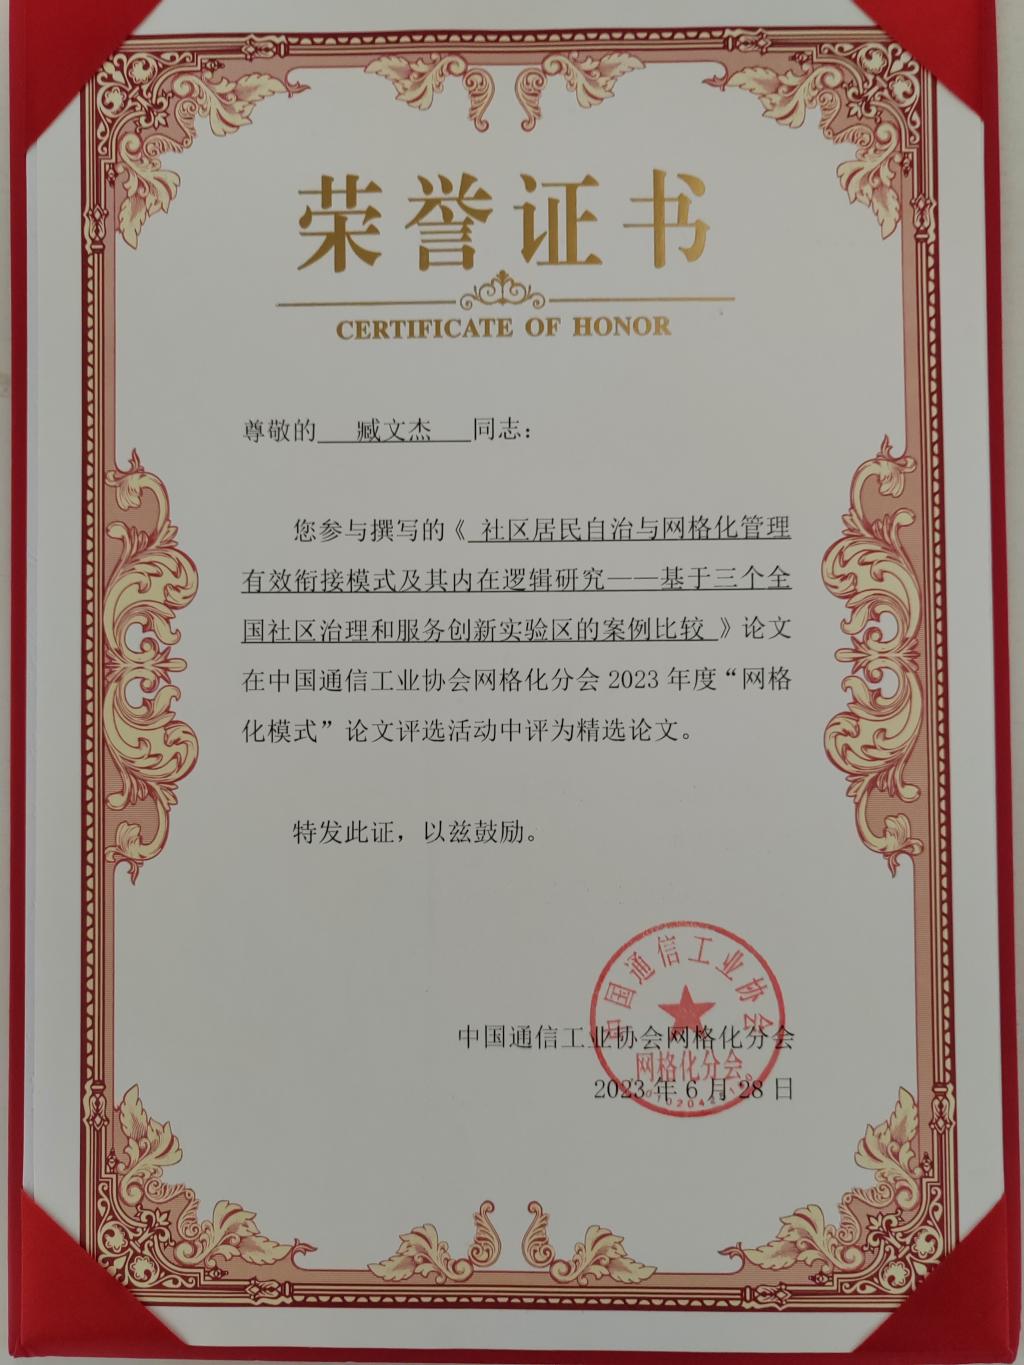 荣誉证书
CERTIFICATE OF HONOR
尊敬的 臧文杰 同志：
您参与撰写的《 社区居民自治与网格化管理
有效衔接模式及其内在逻辑研究——基于三个全
国社区治理和服务创新实验区的案例比较 》论文
在中国通信工业协会网格化分会 2023 年度“网格
化模式”论文评选活动中评为精选论文。
特发此证，以兹鼓励。
中国通信工业协会
中国通信工业协会网格化分会
网格化分会
2023 年 6 月 28 日